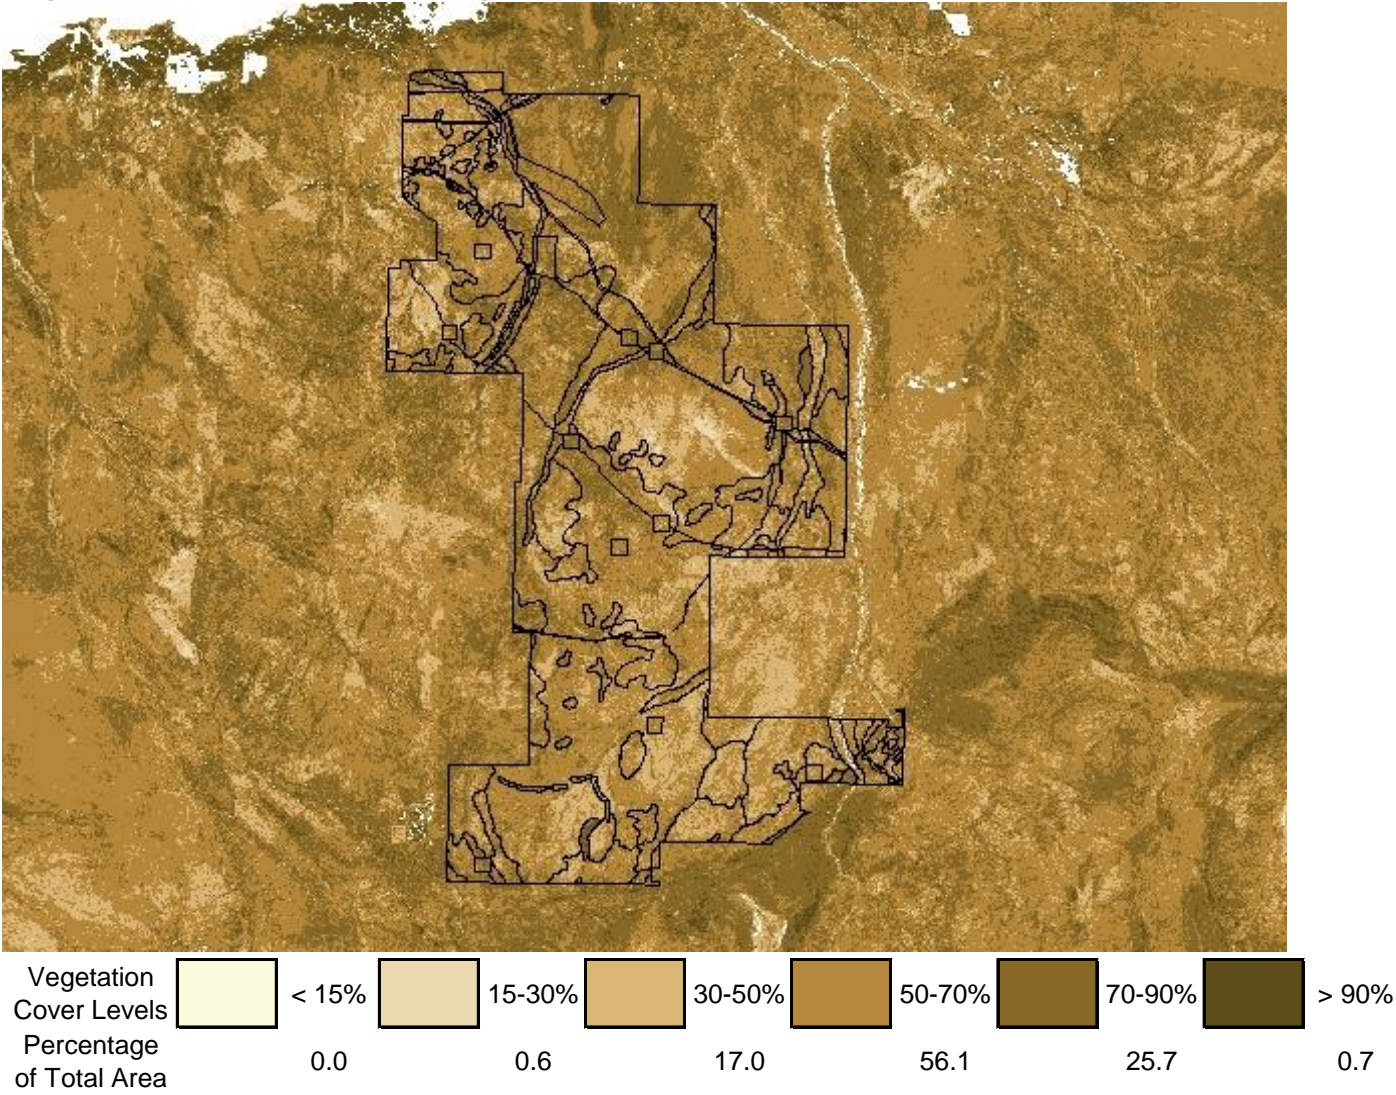 Vegetation
Cover Levels
< 15% 15-30% 30-50% 50-70% 70-90% > 90%
Percentage
of Total Area
0.0 0.6 17.0 56.1 25.7 0.7